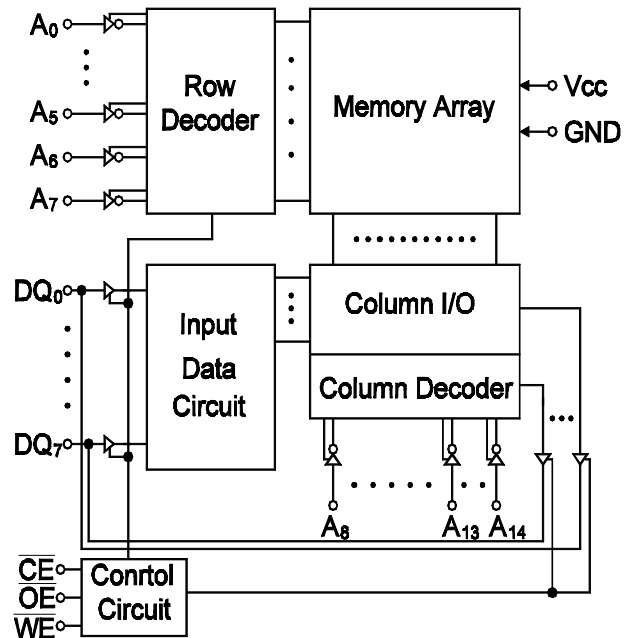 A0
Row
Decoder
Memory Array
Vcc
A5
GND
A6
A7
DQ0
Input
Data
Circuit
Column I/O
Column Decoder
DQ7
A8
A13
A14
CE
OE
WE
Conrtol
Circuit